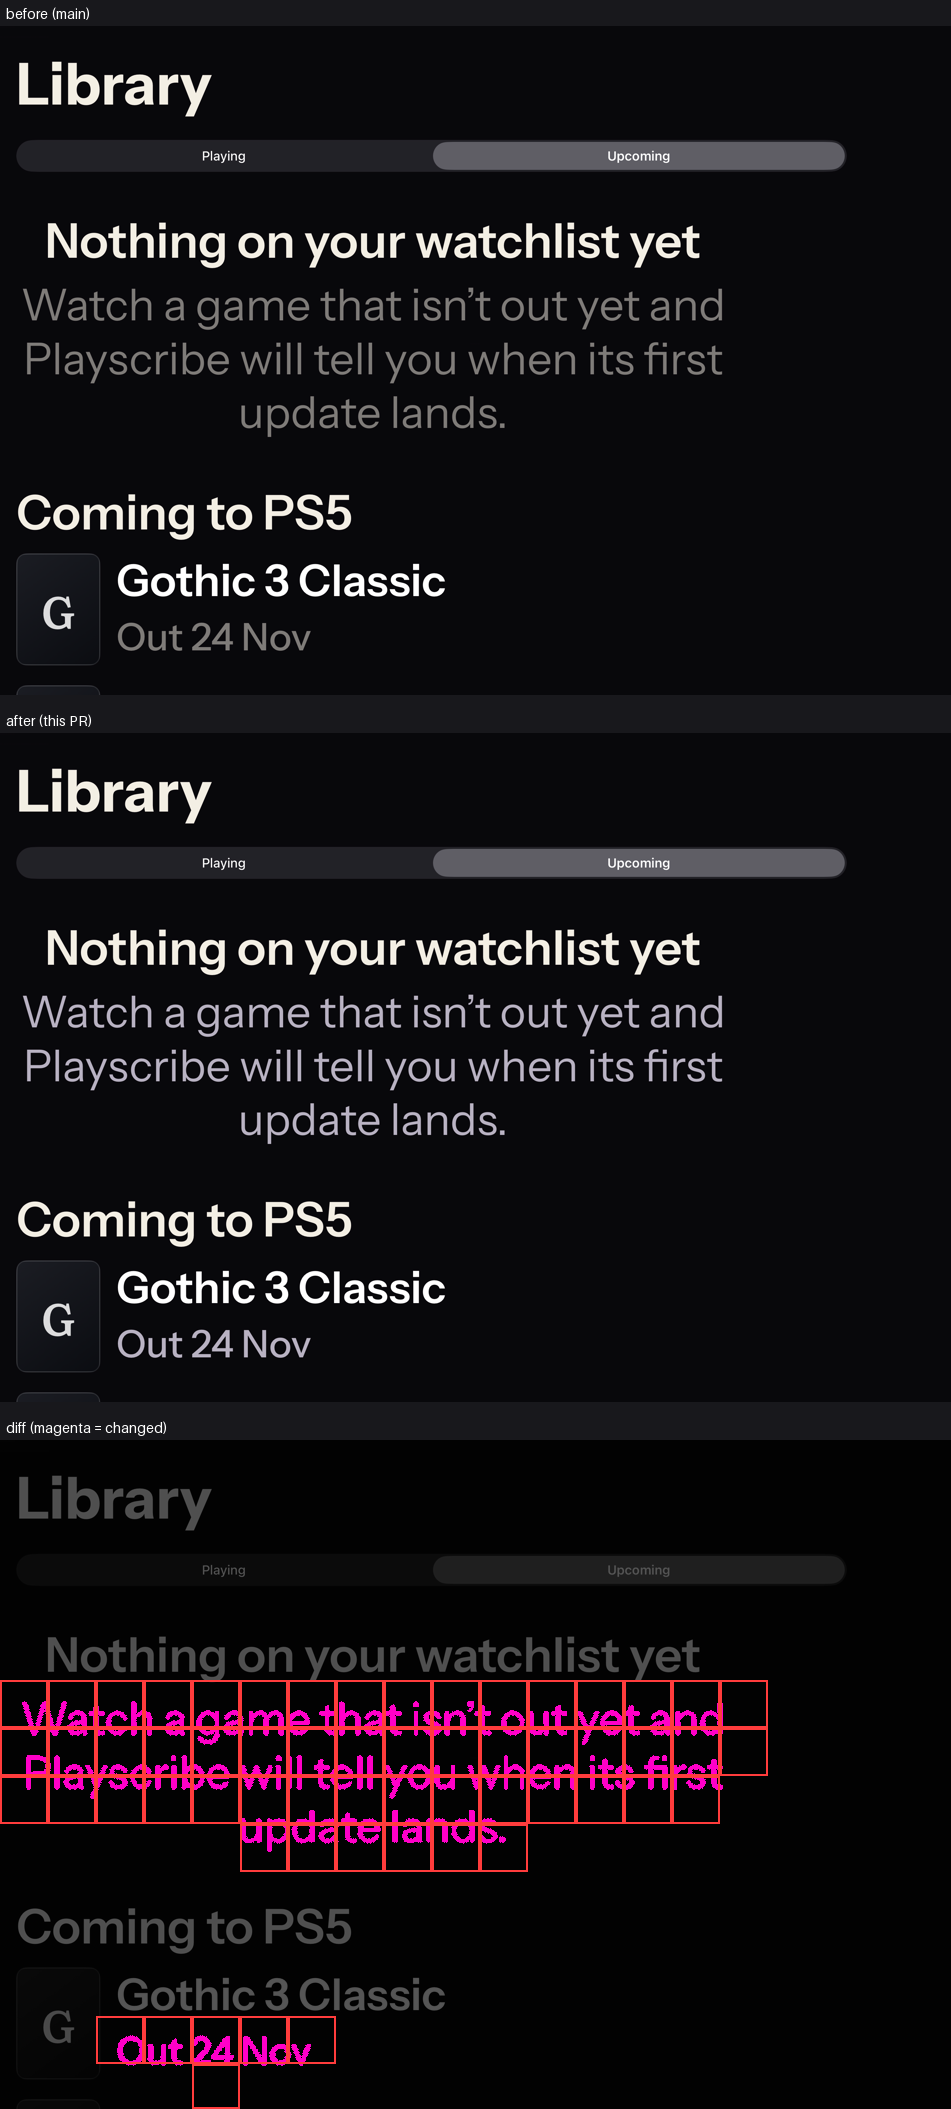 before (main)
Library
Playing
Upcoming
Nothing on your watchlist yet
Watch a game that isn’t out yet and
Playscribe will tell you when its first
update lands.
Coming to PS5
G
Gothic 3 Classic
Out 24 Nov
after (this PR)
Library
Playing
Upcoming
Nothing on your watchlist yet
Watch a game that isn’t out yet and
Playscribe will tell you when its first
update lands.
Coming to PS5
G
Gothic 3 Classic
Out 24 Nov
diff (magenta = changed)
Library
Playing
Upcoming
Nothing on your watchlist yet
Watch a game that isn’t out yet and
Playscribe will tell you when its first
update lands.
Coming to PS5
G
Gothic 3 Classic
Out 24 Nov